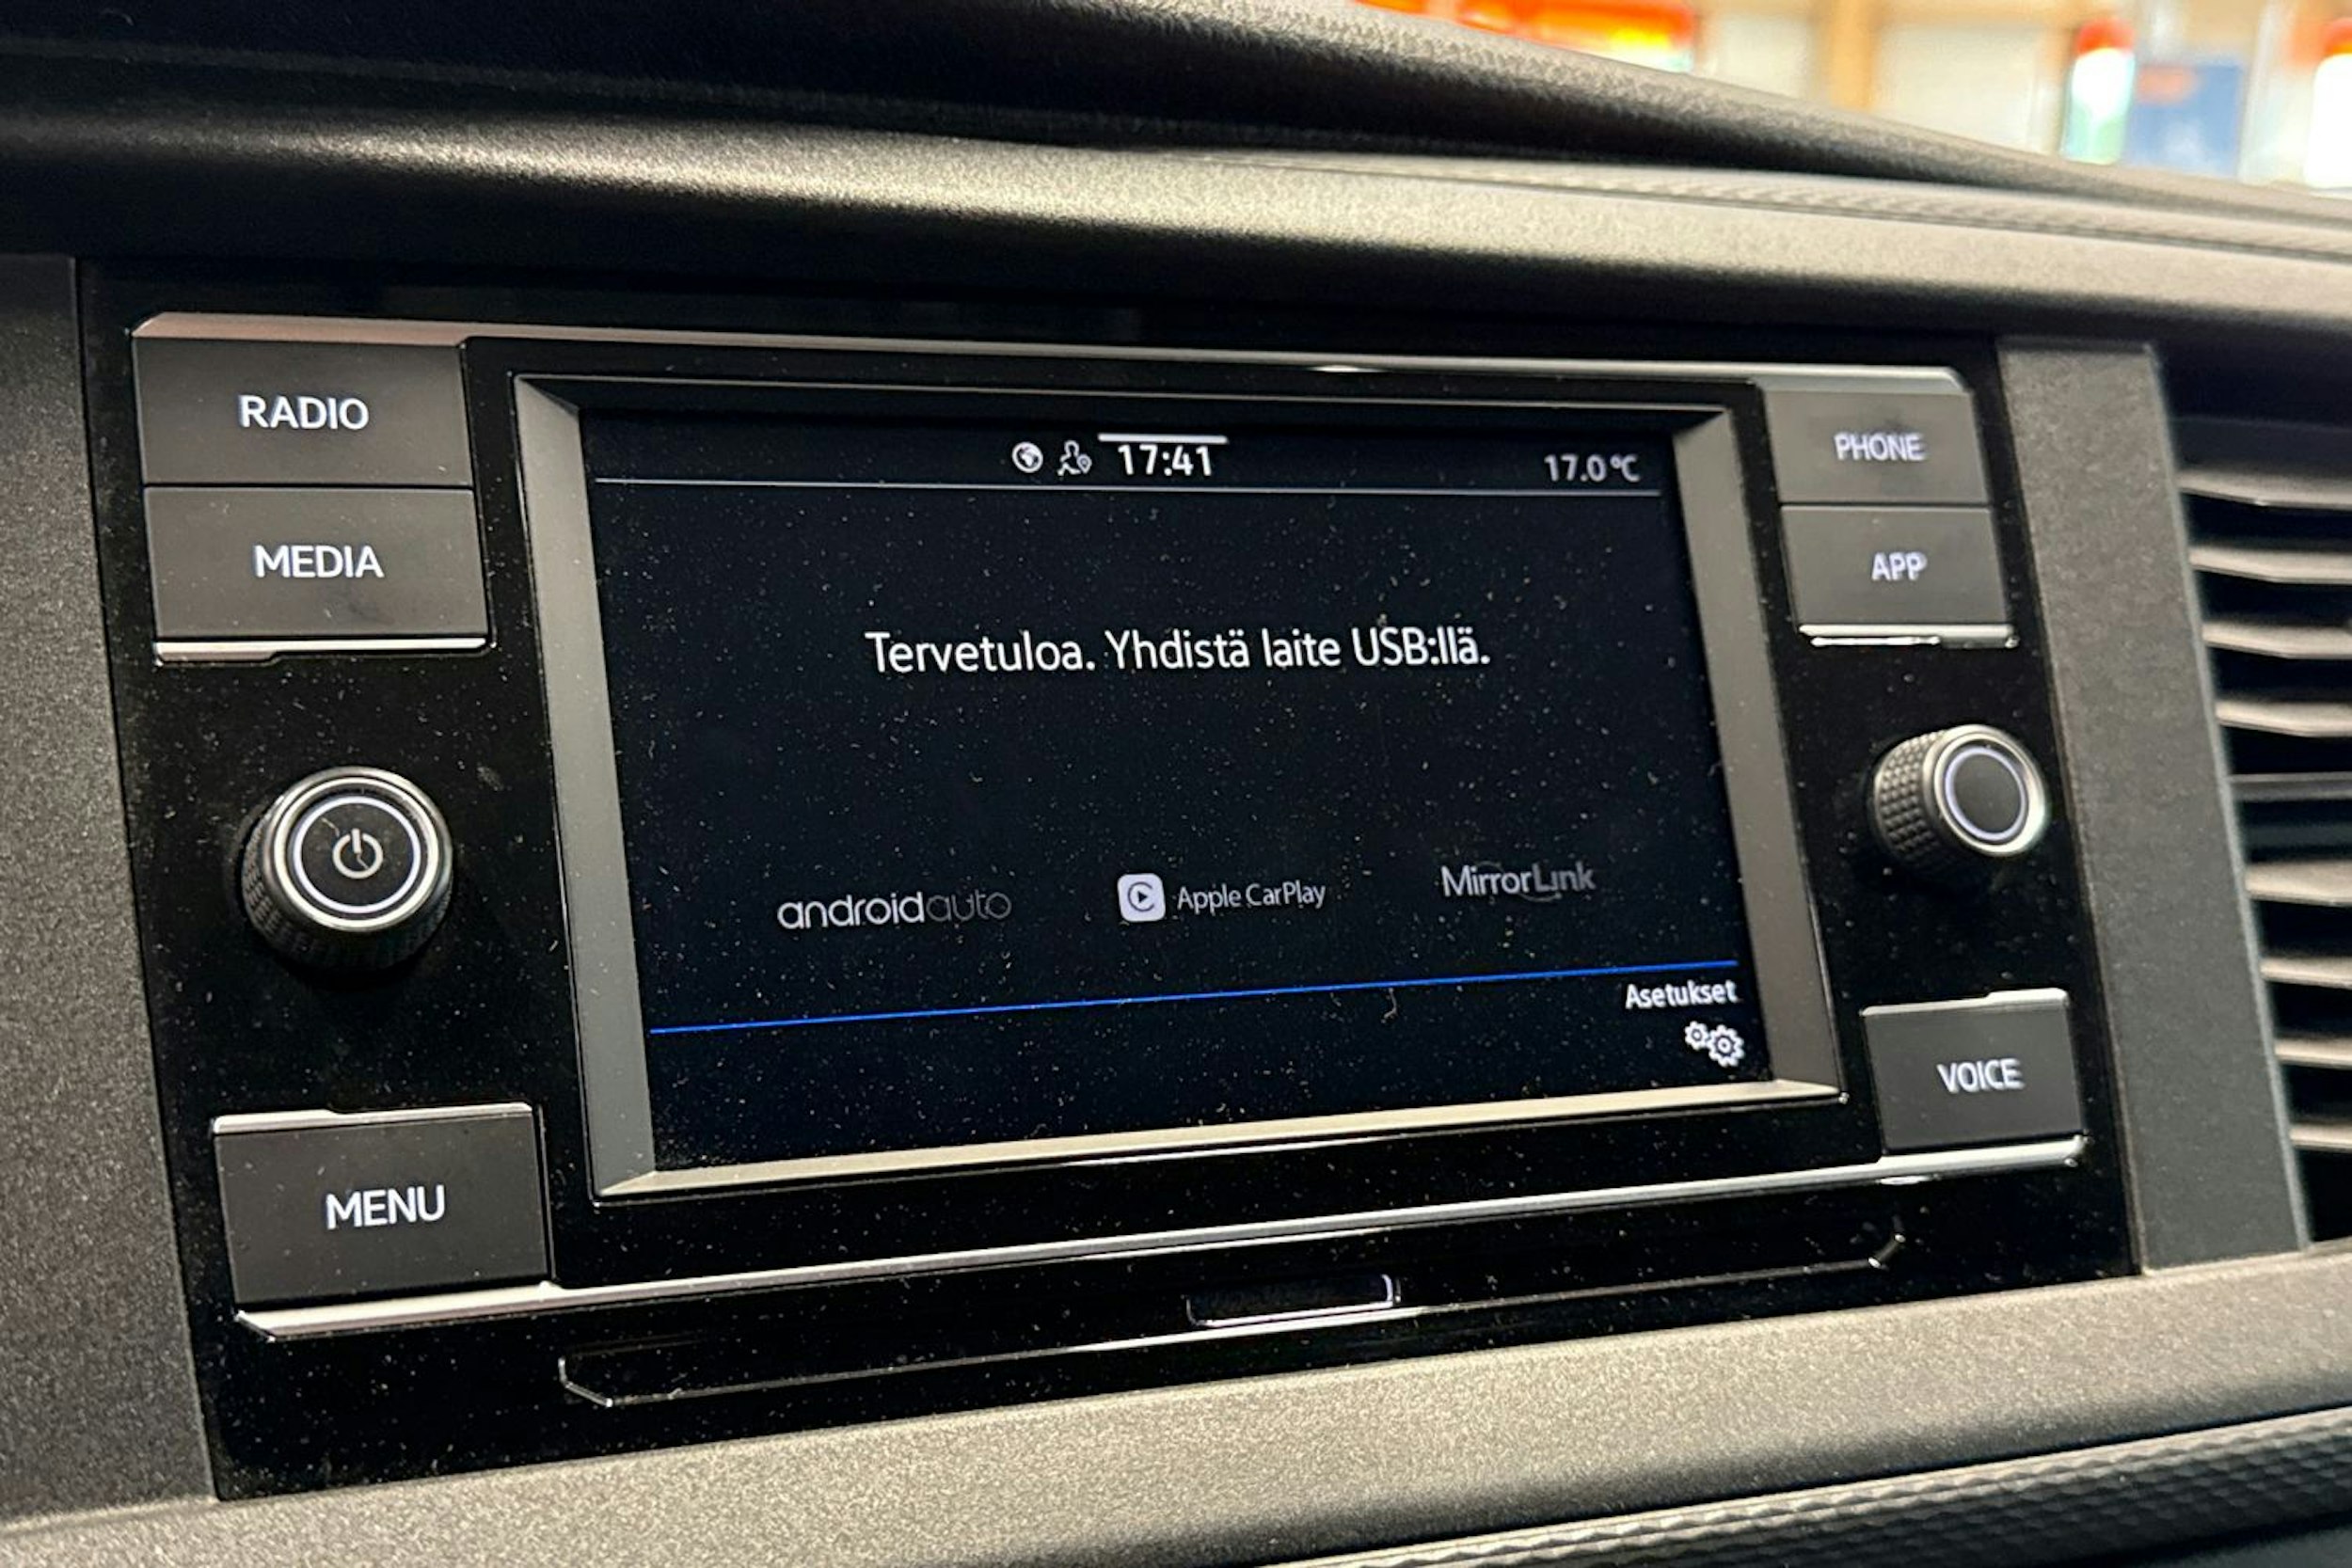 RADIO
MEDIA
MENU
17:41
17.0 °C
Tervetuloa. Yhdistä laite USB:llä.
androidauto
Apple CarPlay
MirrorLink
Asetukset
PHONE
APP
VOICE